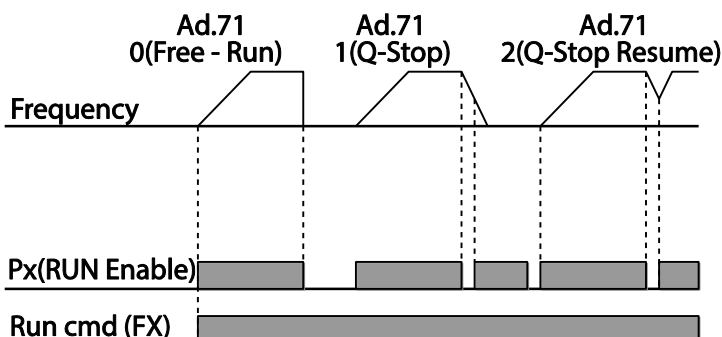 Ad.71 Ad.71 Ad.71
0(Free - Run) 1(Q-Stop) 2(Q-Stop Resume)
Frequency
Px(RUN Enable)
Run cmd (FX)